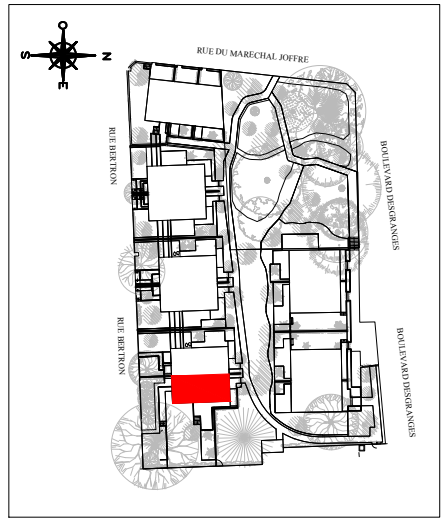 O
S
N
E
RUE DU MARECHAL JOFFRE
RUE BERTRON
BOULEVARD DESGRANGES
RUE BERTRON
BOULEVARD DESGRANGES